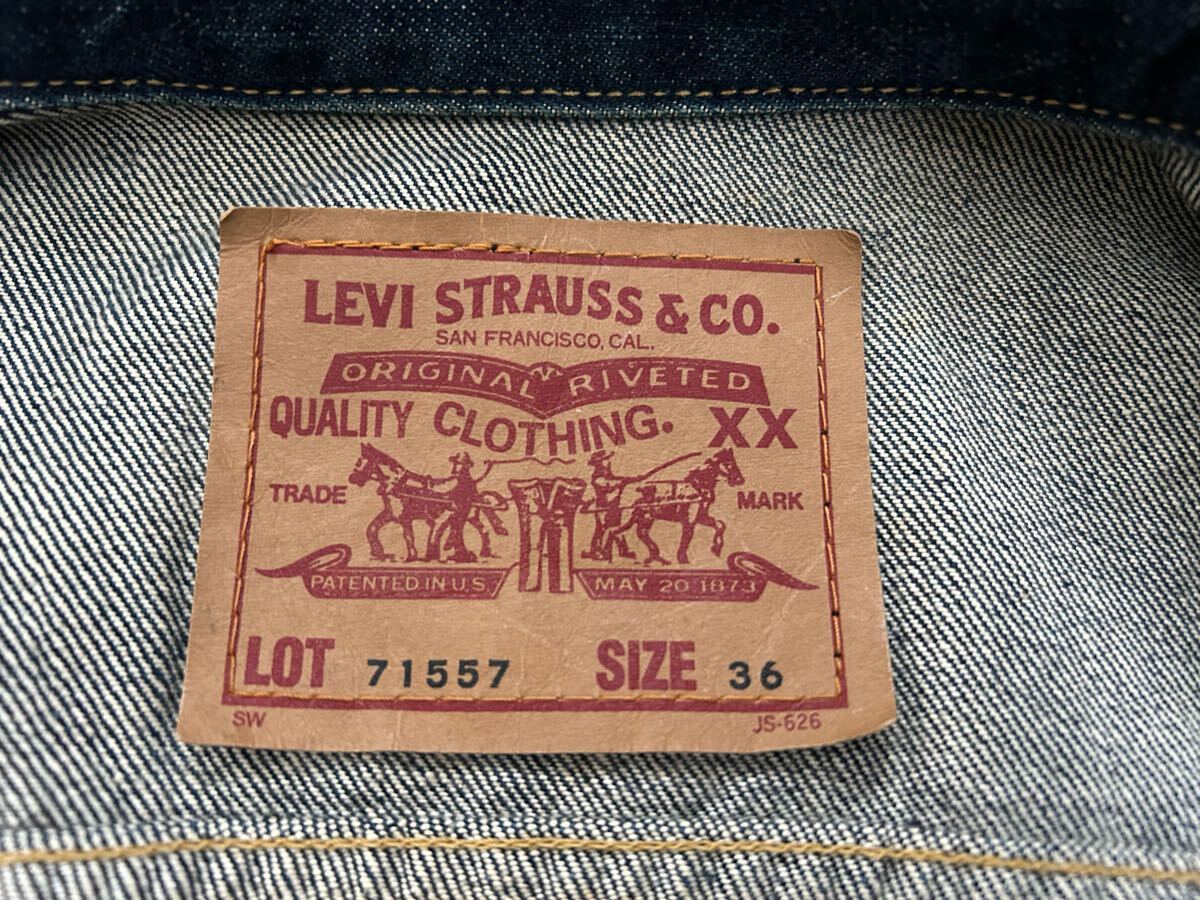 LEVI STRAUSS & CO.
SAN FRANCISCO, CAL.
ORIGINAL RIVETED
QUALITY CLOTHING. XX
TRADE MARK
PATENTED IN U.S. MAY 20 1873
LOT 71557 SIZE 36
SW JS-626